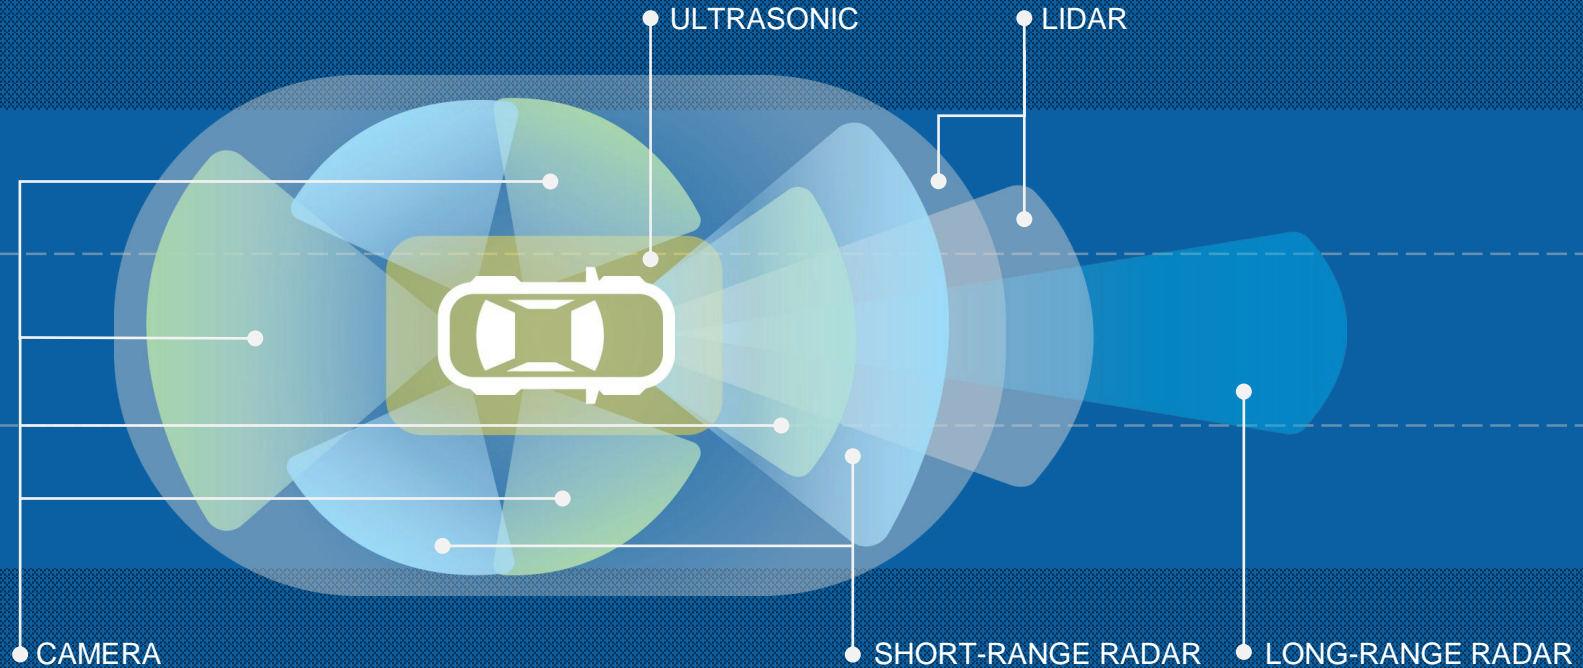 ULTRASONIC
LIDAR
CAMERA
SHORT-RANGE RADAR
LONG-RANGE RADAR